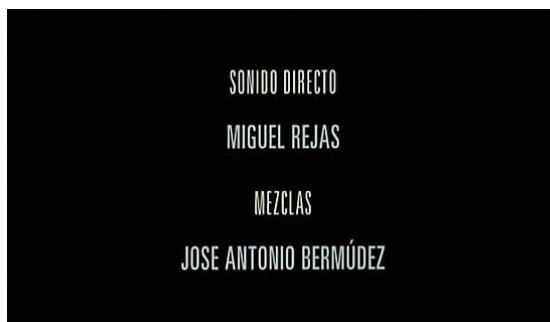 SONIDO DIRECTO
MIGUEL REJAS
MEZCLAS
JOSE ANTONIO BERMÚDEZ